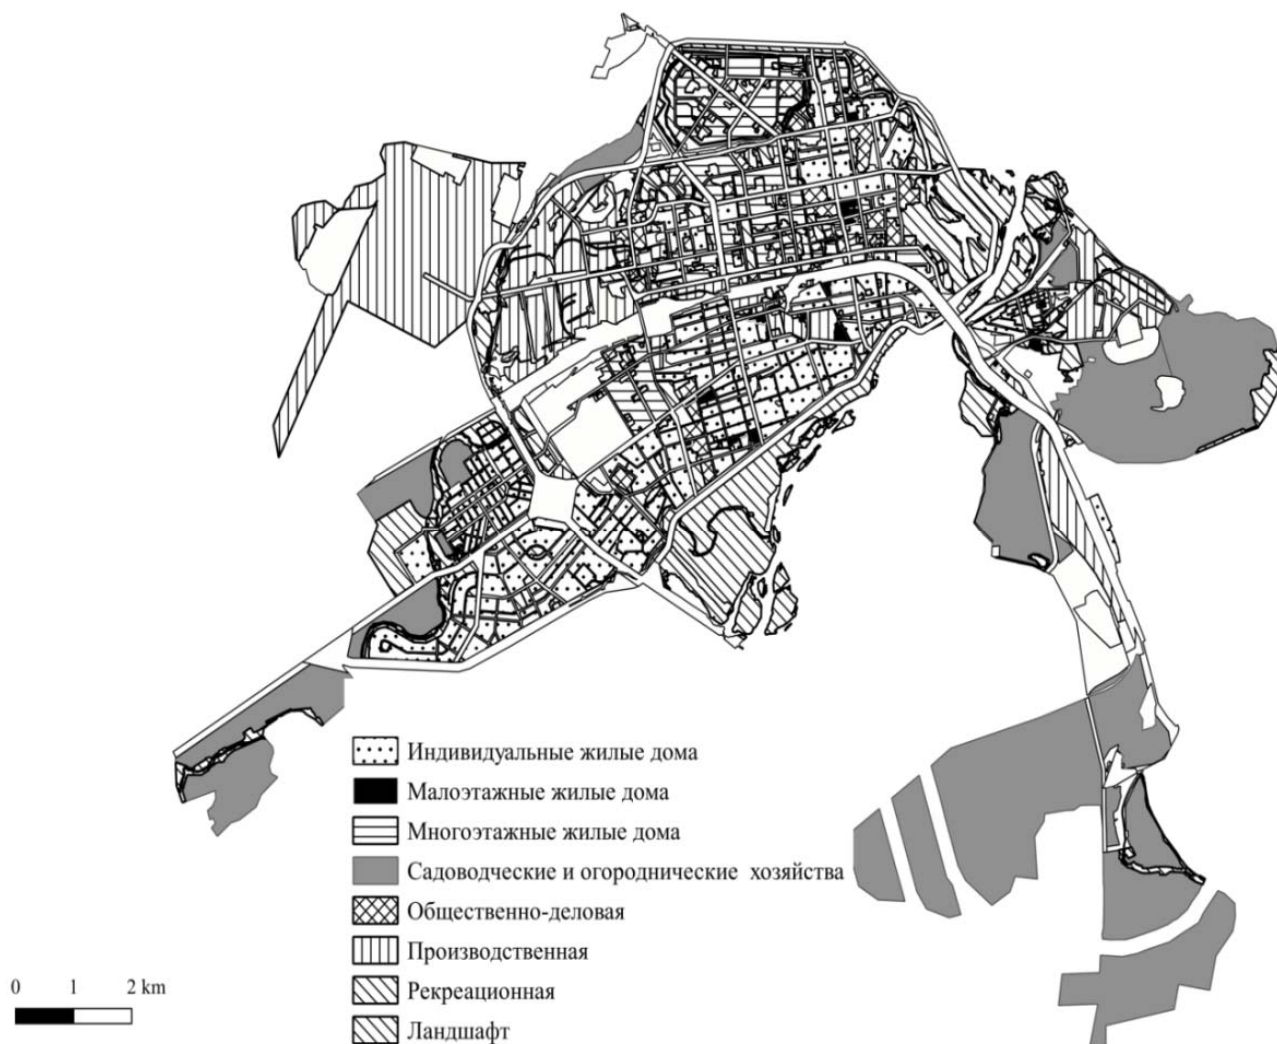 Индивидуальные жилые дома
Малоэтажные жилые дома
Многоэтажные жилые дома
Садоводческие и огороднические хозяйства
Общественно-деловая
Производственная
Рекреационная
Ландшафт
0 1 2 km